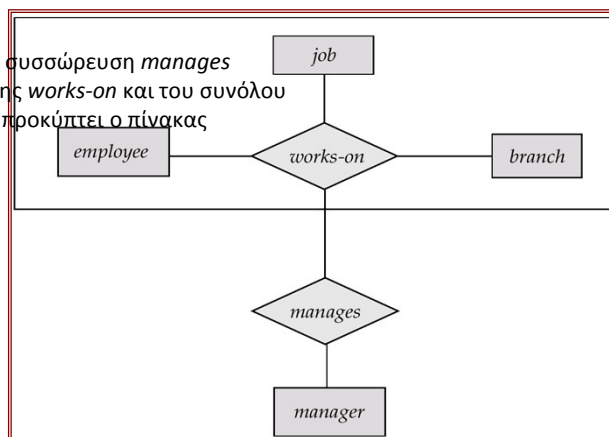 συσσώρευση manages
job
ης works-on και του συνόλου
προκύπτει ο πίνακας
employee
works-on
branch
manages
manager